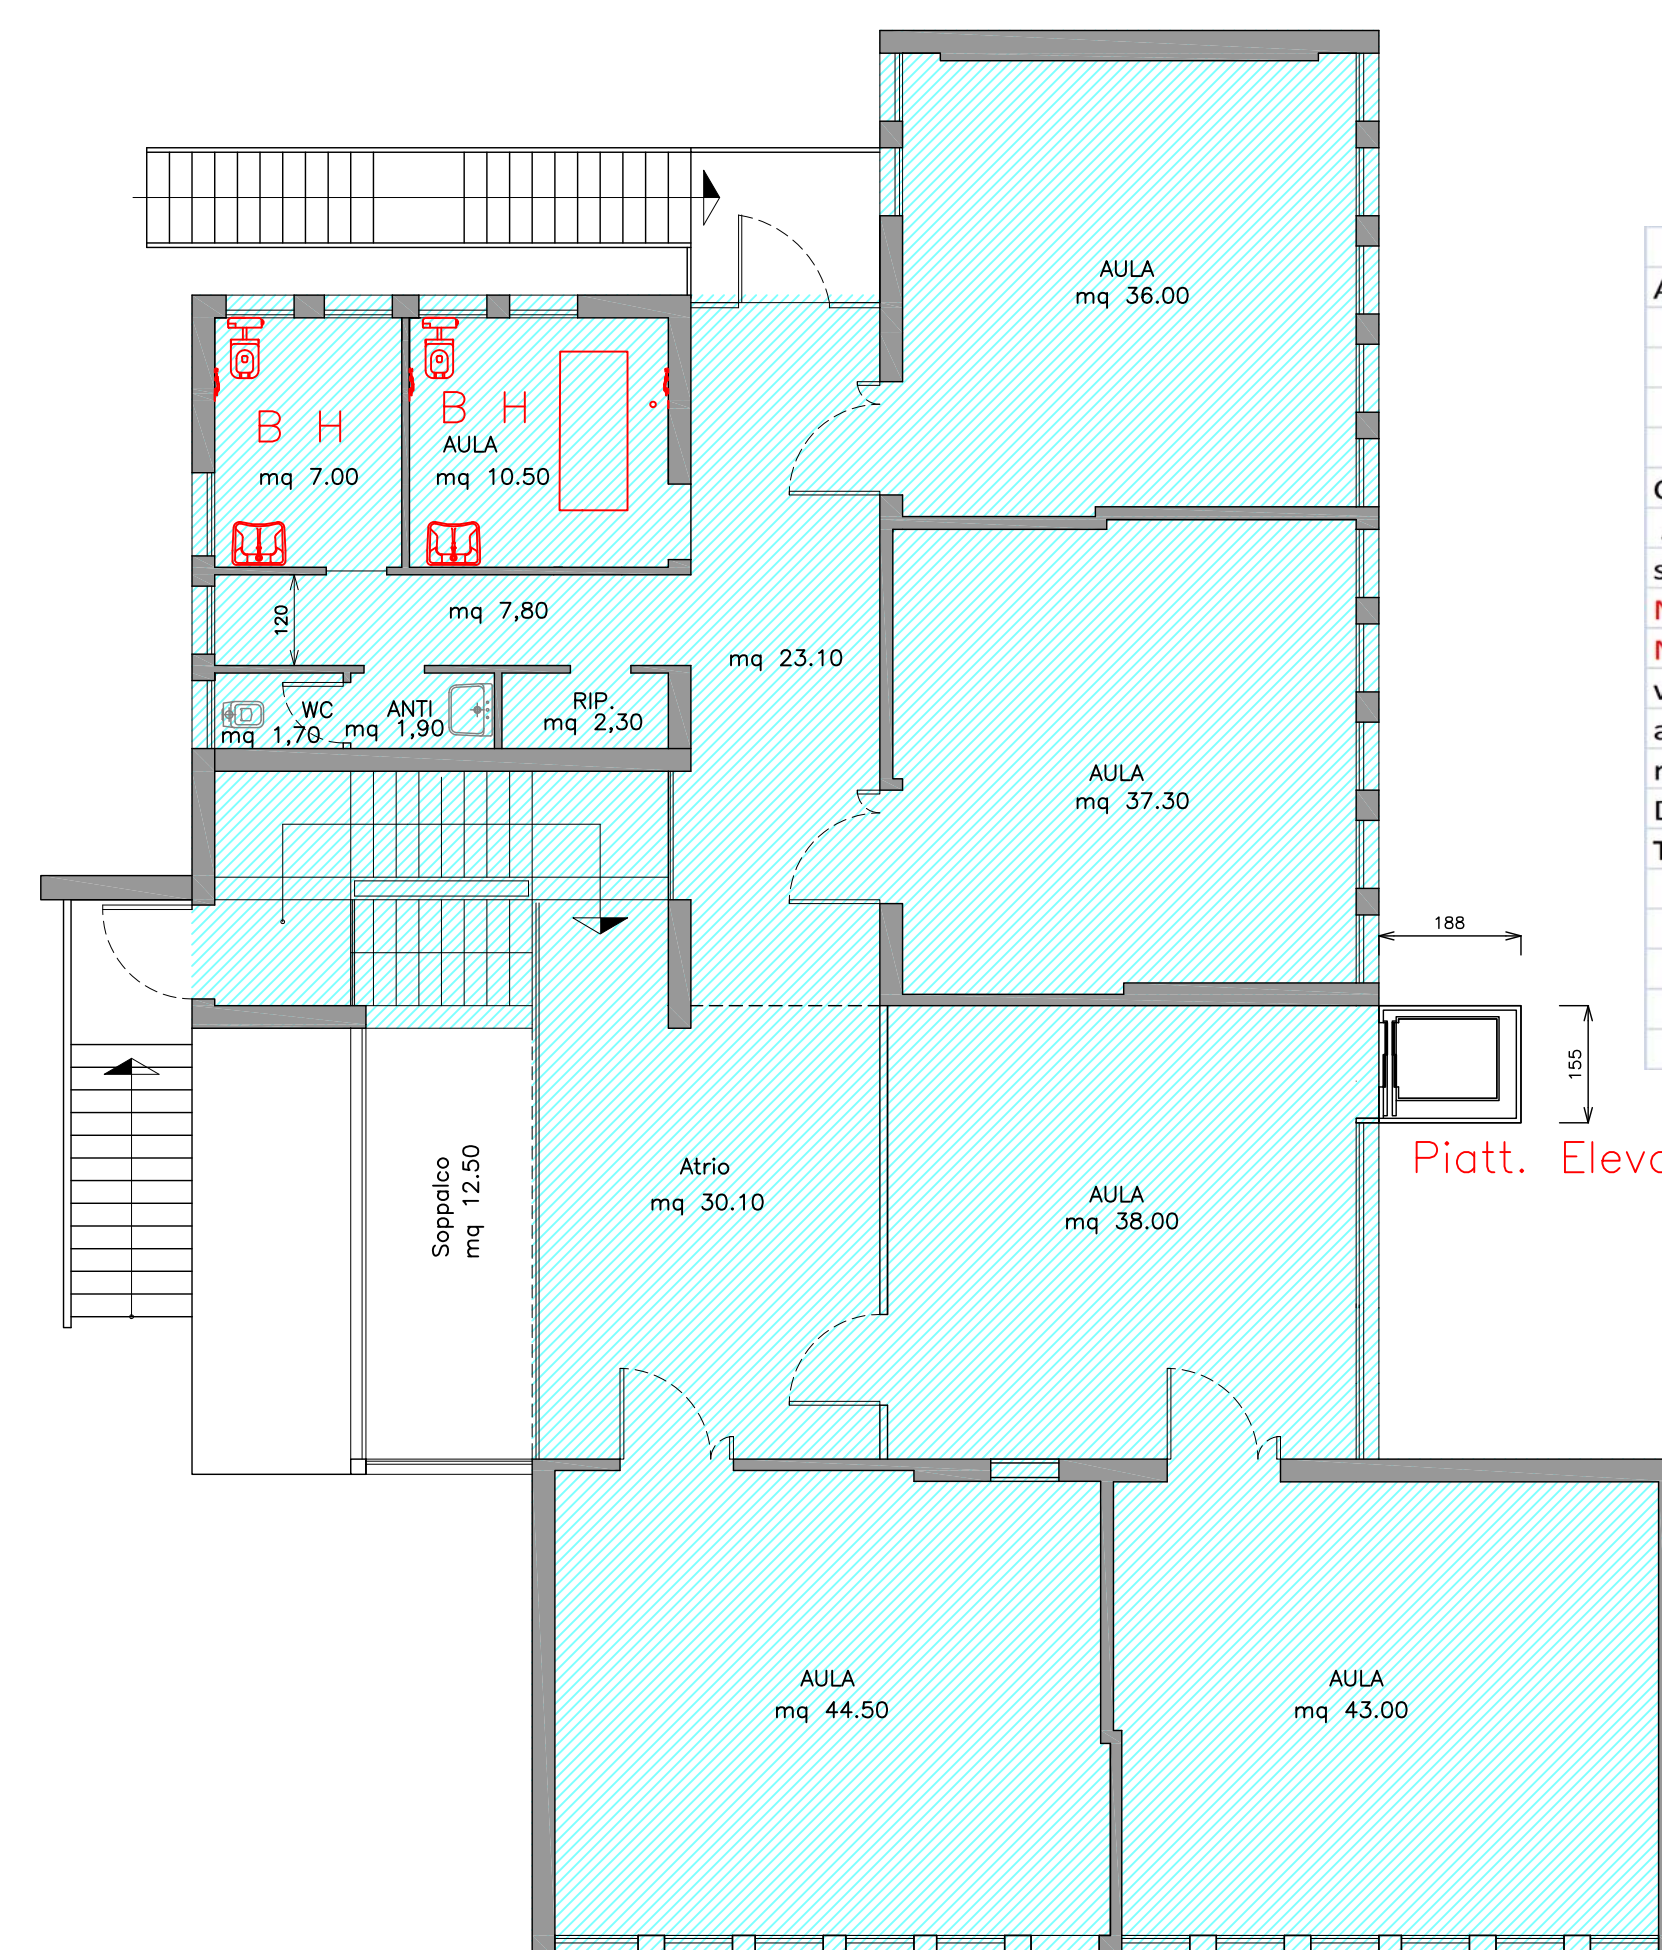 AULA
mq 36.00
B H
B H
AULA
mq 7.00
mq 10.50
120
mq 7,80
mq 23.10
WC
mq 1,70
ANTI
mq 1,90
RIP.
mq 2,30
AULA
mq 37.30
188
155
Piatt.
Atrio
mq 30.10
Soppalco
mq 12.50
AULA
mq 38.00
AULA
mq 44.50
AULA
mq 43.00